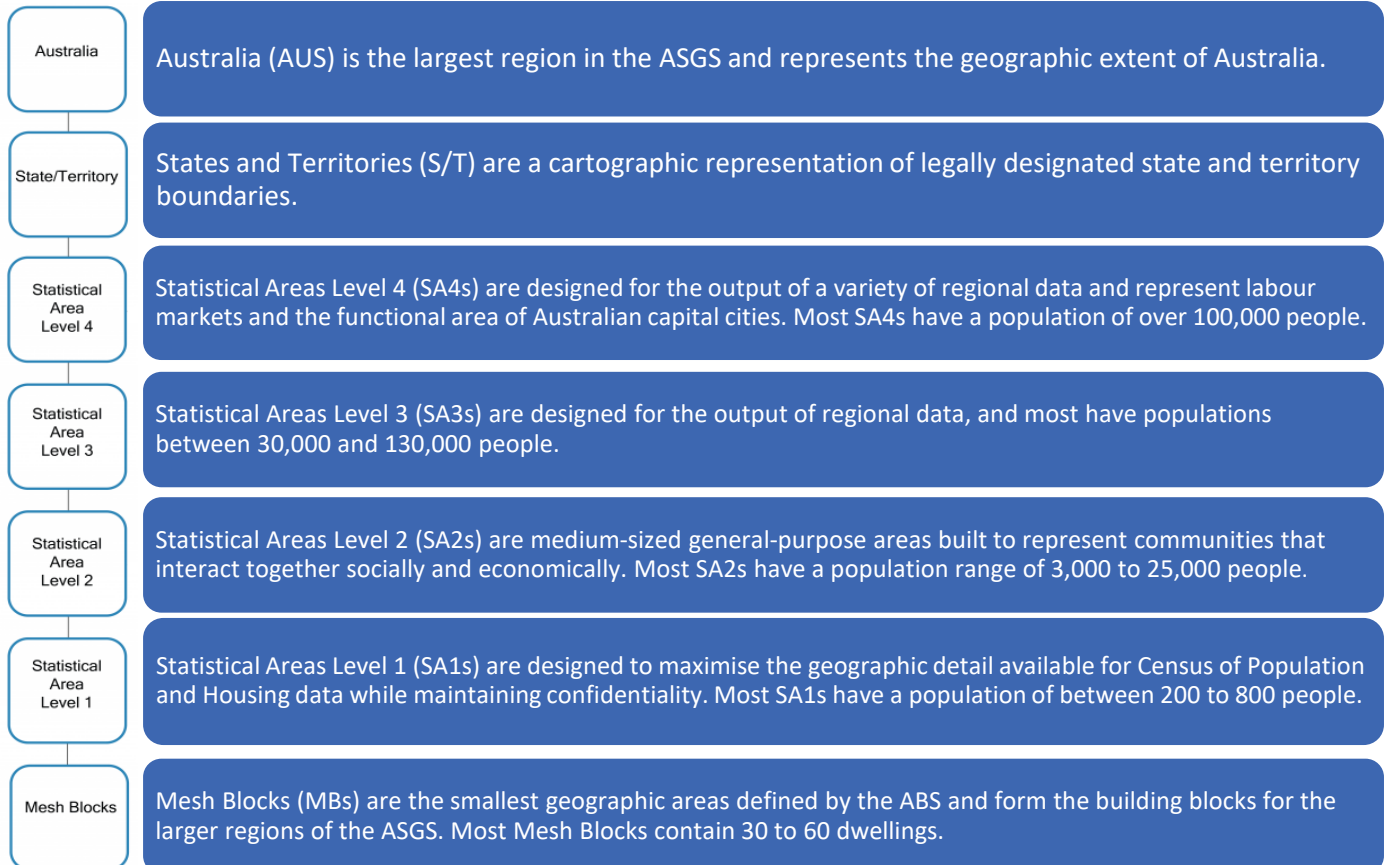 Australia
Australia (AUS) is the largest region in the ASGS and represents the geographic extent of Australia.
State/Territory
States and Territories (S/T) are a cartographic representation of legally designated state and territory
boundaries.
Statistical
Area
Level 4
Statistical Areas Level 4 (SA4s) are designed for the output of a variety of regional data and represent labour
markets and the functional area of Australian capital cities. Most SA4s have a population of over 100,000 people.
Statistical
Area
Level 3
Statistical Areas Level 3 (SA3s) are designed for the output of regional data, and most have populations
between 30,000 and 130,000 people.
Statistical
Area
Level 2
Statistical Areas Level 2 (SA2s) are medium-sized general-purpose areas built to represent communities that
interact together socially and economically. Most SA2s have a population range of 3,000 to 25,000 people.
Statistical
Area
Level 1
Statistical Areas Level 1 (SA1s) are designed to maximise the geographic detail available for Census of Population
and Housing data while maintaining confidentiality. Most SA1s have a population of between 200 to 800 people.
Mesh Blocks
Mesh Blocks (MBs) are the smallest geographic areas defined by the ABS and form the building blocks for the
larger regions of the ASGS. Most Mesh Blocks contain 30 to 60 dwellings.